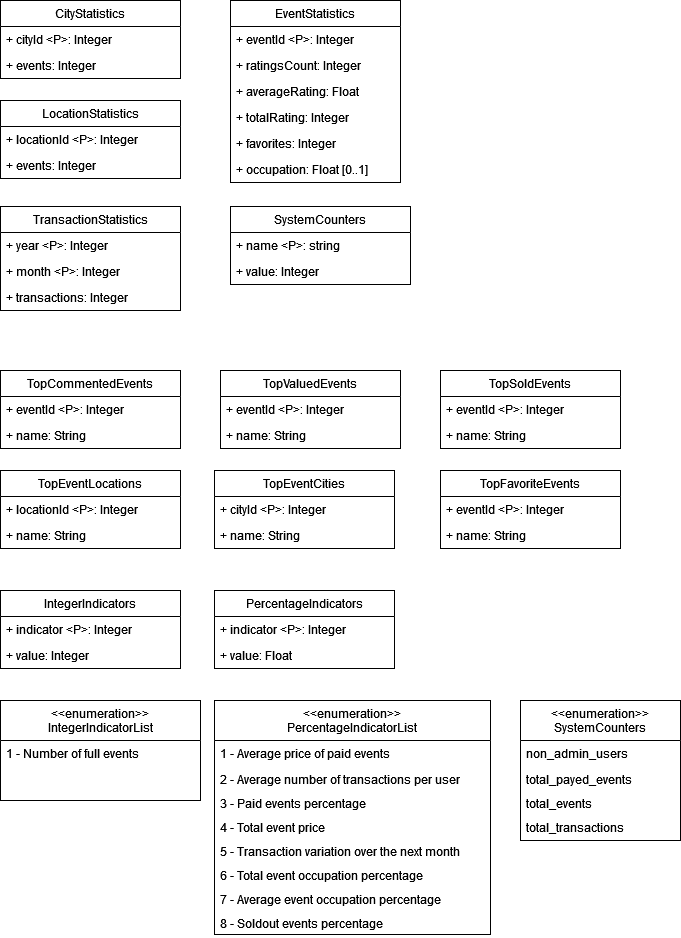 CityStatistics
+ cityId <P>: Integer
+ events: Integer
EventStatistics
+ eventId <P>: Integer
+ ratingsCount: Integer
+ averageRating: Float
+ totalRating: Integer
+ favorites: Integer
+ occupation: Float [0..1]
LocationStatistics
+ locationId <P>: Integer
+ events: Integer
TransactionStatistics
+ year <P>: Integer
+ month <P>: Integer
+ transactions: Integer
SystemCounters
+ name <P>: string
+ value: Integer
TopCommentedEvents
+ eventId <P>: Integer
+ name: String
TopValuedEvents
+ eventId <P>: Integer
+ name: String
TopSoldEvents
+ eventId <P>: Integer
+ name: String
TopEventLocations
+ locationId <P>: Integer
+ name: String
TopEventCities
+ cityId <P>: Integer
+ name: String
TopFavoriteEvents
+ eventId <P>: Integer
+ name: String
IntegerIndicators
+ indicator <P>: Integer
+ value: Integer
PercentageIndicators
+ indicator <P>: Integer
+ value: Float
<<enumeration>>
IntegerIndicatorList
1 - Number of full events
<<enumeration>>
PercentageIndicatorList
1 - Average price of paid events
2 - Average number of transactions per user
3 - Paid events percentage
4 - Total event price
5 - Transaction variation over the next month
6 - Total event occupation percentage
7 - Average event occupation percentage
8 - Soldout events percentage
<<enumeration>>
SystemCounters
non_admin_users
total_payed_events
total_events
total_transactions